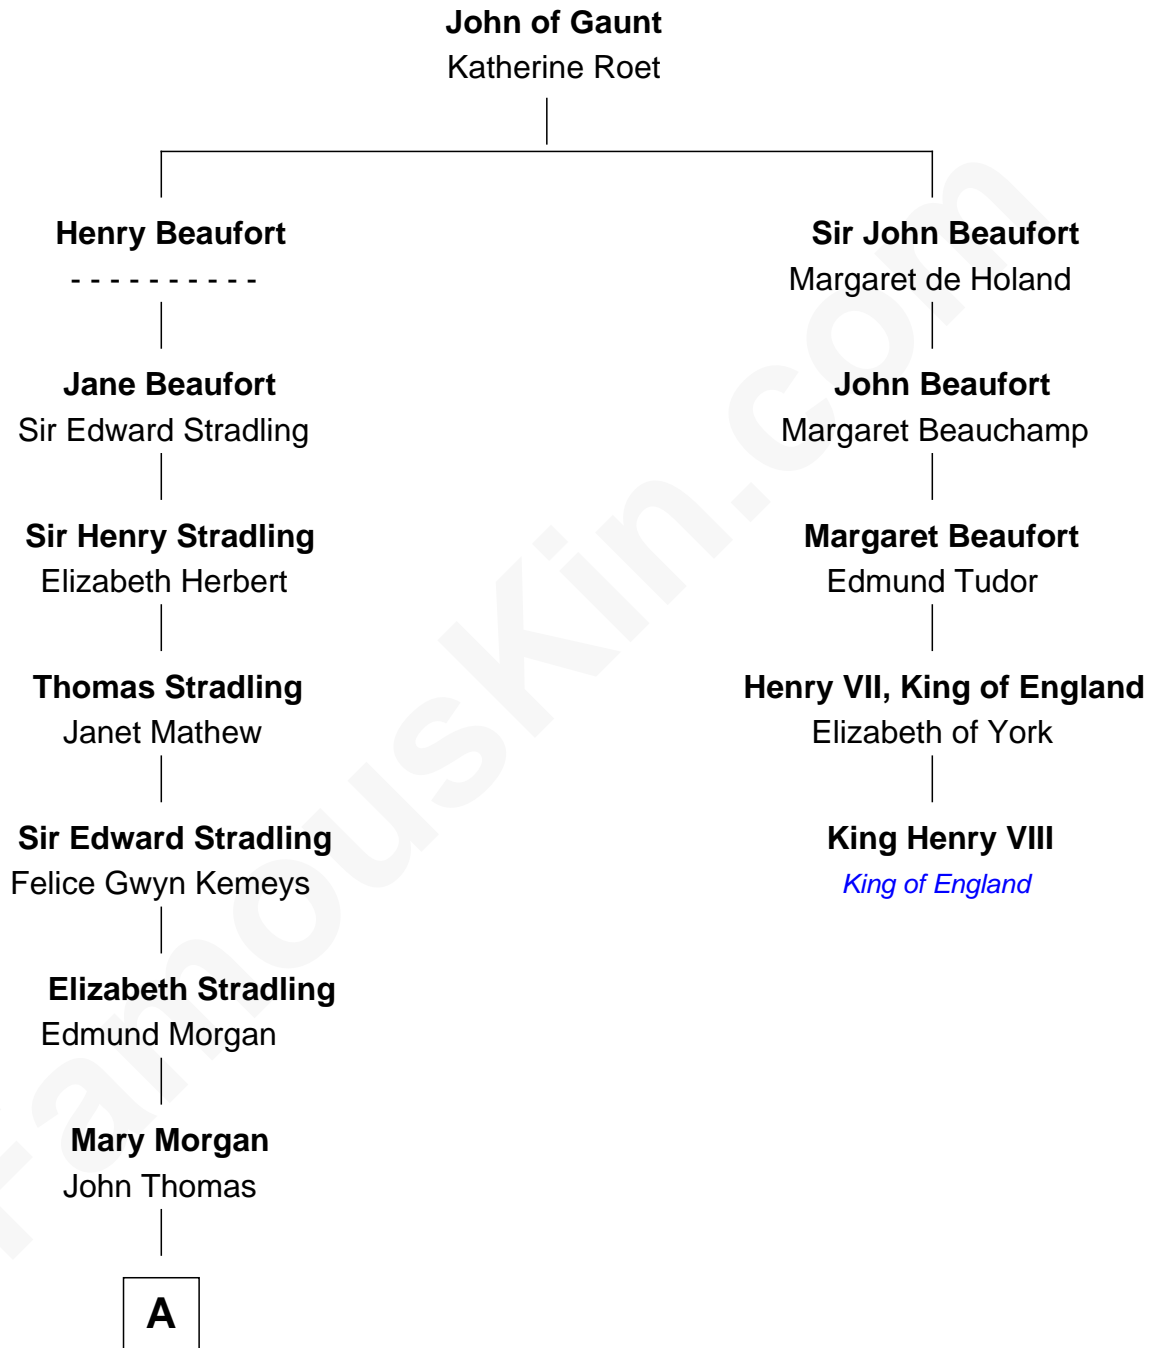 John of Gaunt
Katherine Roet
Henry Beaufort
- - - - - - - - - -
Jane Beaufort
Sir Edward Stradling
Sir Henry Stradling
Elizabeth Herbert
Thomas Stradling
Janet Mathew
Sir Edward Stradling
Felice Gwyn Kemeys
Elizabeth Stradling
Edmund Morgan
Mary Morgan
John Thomas
A
Sir John Beaufort
Margaret de Holand
John Beaufort
Margaret Beauchamp
Margaret Beaufort
Edmund Tudor
Henry VII, King of England
Elizabeth of York
King Henry VIII
King of England
FamousKin.com